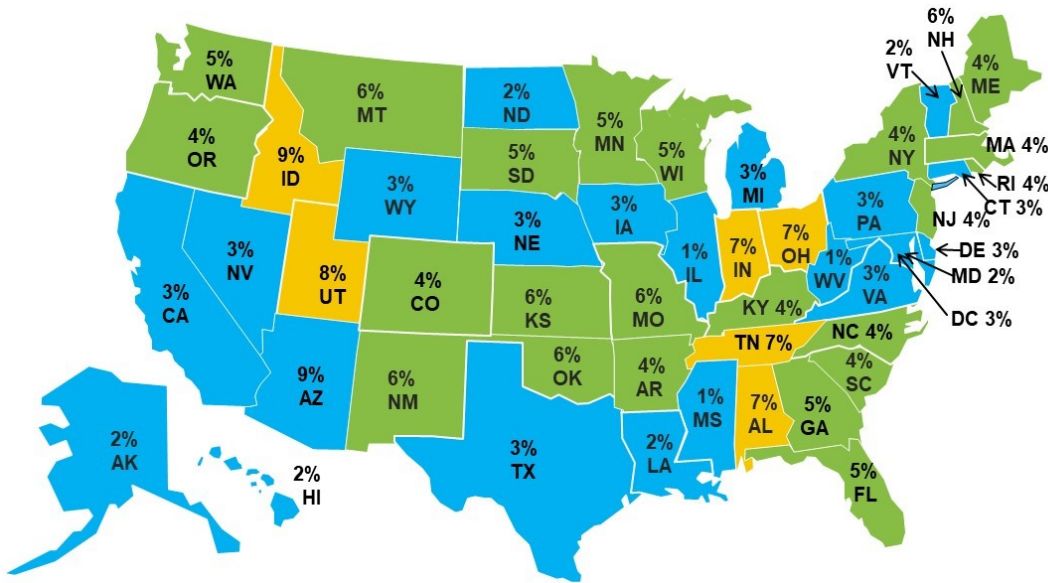 5%
WA
4%
OR
9%
ID
6%
MT
2%
ND
5%
SD
5%
MN
5%
WI
3%
MI
3%
WY
3%
NE
3%
IA
1%
IL
7%
IN
7%
OH
3%
PA
4%
NY
2%
VT
6%
NH
4%
ME
MA 4%
RI 4%
CT 3%
NJ 4%
DE 3%
MD 2%
DC 3%
1%
WV
3%
VA
3%
CA
3%
NV
8%
UT
4%
CO
6%
KS
6%
MO
KY 4%
TN 7%
NC 4%
4%
SC
9%
AZ
6%
NM
6%
OK
4%
AR
1%
MS
7%
AL
5%
GA
3%
TX
2%
LA
5%
FL
2%
AK
2%
HI